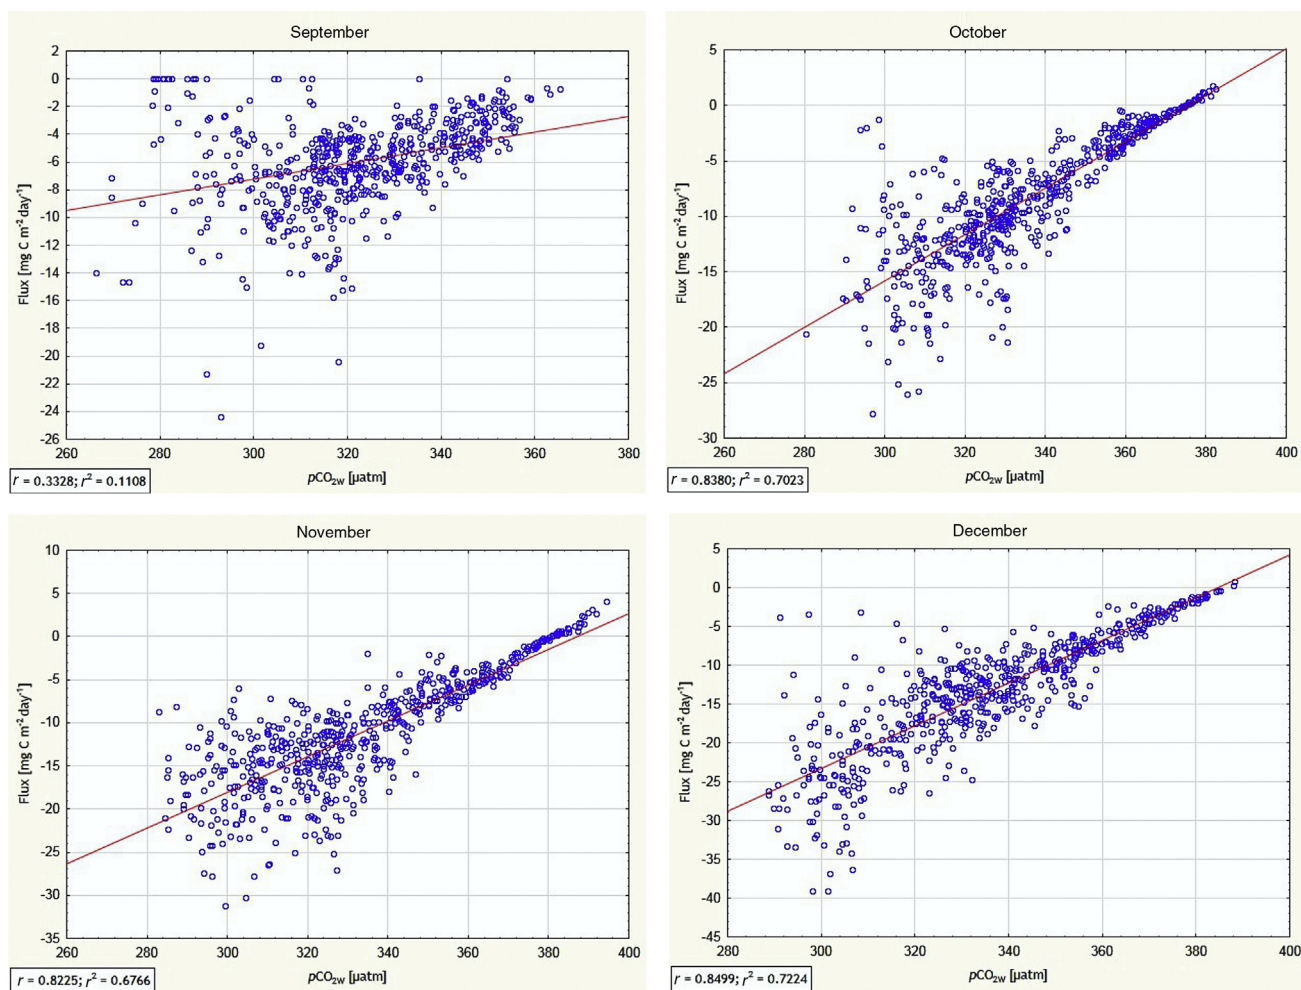 September
2
0
-2
-4
-6
-8
-10
-12
-14
-16
-18
-20
-22
-24
-26
Flux [mg C m⁻² day⁻¹]
260 280 300 320 340 360 380
pCO₂w [µatm]
r = 0.3328; r² = 0.1108
October
5
0
-5
-10
-15
-20
-25
-30
Flux [mg C m⁻² day⁻¹]
260 280 300 320 340 360 380 400
pCO₂w [µatm]
r = 0.8380; r² = 0.7023
November
10
5
0
-5
-10
-15
-20
-25
-30
-35
Flux [mg C m⁻² day⁻¹]
260 280 300 320 340 360 380 400
pCO₂w [µatm]
r = 0.8225; r² = 0.6766
December
5
0
-5
-10
-15
-20
-25
-30
-35
-40
-45
Flux [mg C m⁻² day⁻¹]
280 300 320 340 360 380 400
pCO₂w [µatm]
r = 0.8499; r² = 0.7224